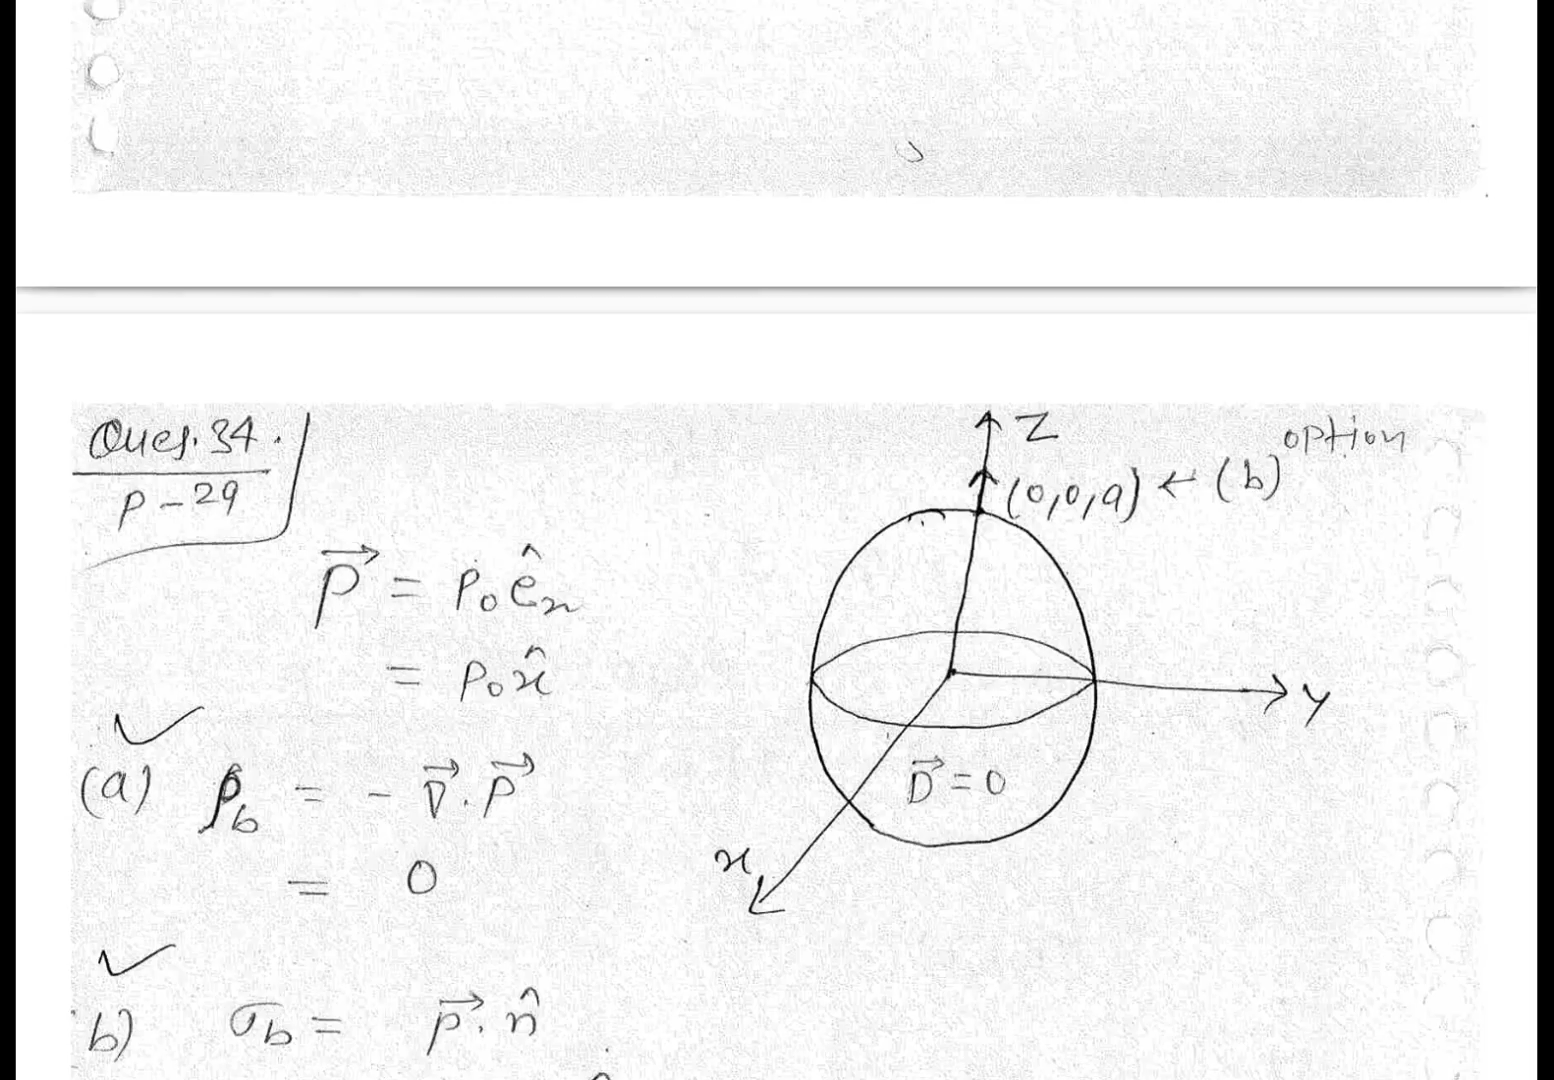 Ques. 34.
P-29
Z
option
(0,0,a) ← (b)
P⃗ = P₀ êₓ
= P₀ x̂
y
(a) ρ_b = - ∇⃗ . P⃗
D⃗ = 0
x
= 0
b) σ_b = P⃗ . n̂